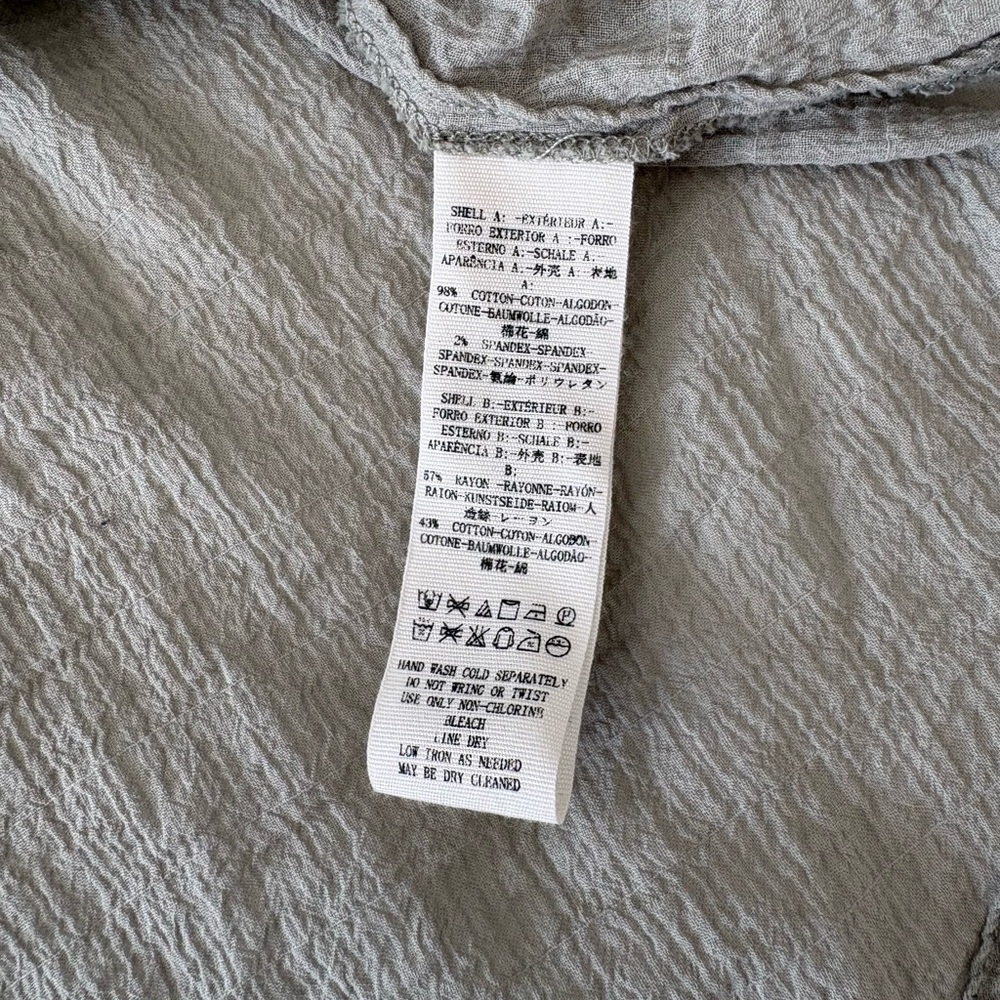 SHELL A: -EXTÉRIEUR A:-
FORRO EXTERIOR A :-FORRO
ESTERNO A:-SCHALE A:
APARÊNCIA A:-外壳 A: 表地
A:
98% COTTON-COTON-ALGODON-
COTONE-BAUMWOLLE-ALGODÃO-
棉花-綿
2% SPANDEX-SPANDEX-
SPANDEX-SPANDEX-SPANDEX-
SPANDEX-氨綸-ポリウレタン
SHELL B:-EXTÉRIEUR B:-
FORRO EXTERIOR B : FORRO
ESTERNO B:-SCHALE B:-
APARÊNCIA B:-外壳 B:-表地
B:
57% RAYON -RAYONNE-RAYÓN-
RAION-KUNSTSEIDE-RAIOM-人
造絲 レーヨン
43% COTTON-COTON-ALGODON
COTONE-BAUMWOLLE-ALGODÃO-
棉花-綿
HAND WASH COLD SEPARATELY
DO NOT WRING OR TWIST
USE ONLY NON-CHLORINE
BLEACH
LINE DRY
LOW IRON AS NEEDED
MAY BE DRY CLEANED